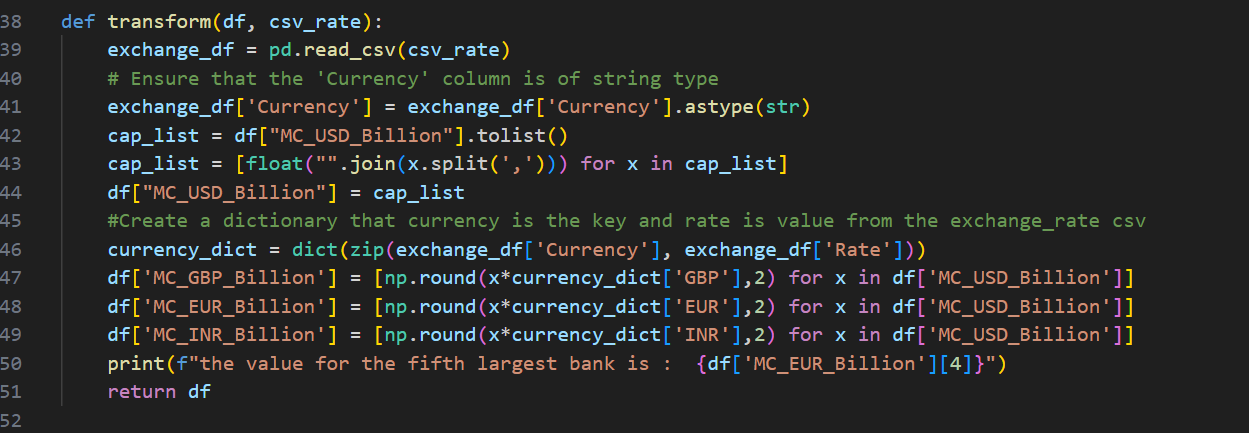 38 def transform(df, csv_rate):
39     exchange_df = pd.read_csv(csv_rate)
40     # Ensure that the 'Currency' column is of string type
41     exchange_df['Currency'] = exchange_df['Currency'].astype(str)
42     cap_list = df["MC_USD_Billion"].tolist()
43     cap_list = [float("".join(x.split(','))) for x in cap_list]
44     df["MC_USD_Billion"] = cap_list
45     #Create a dictionary that currency is the key and rate is value from the exchange_rate csv
46     currency_dict = dict(zip(exchange_df['Currency'], exchange_df['Rate']))
47     df['MC_GBP_Billion'] = [np.round(x*currency_dict['GBP'],2) for x in df['MC_USD_Billion']]
48     df['MC_EUR_Billion'] = [np.round(x*currency_dict['EUR'],2) for x in df['MC_USD_Billion']]
49     df['MC_INR_Billion'] = [np.round(x*currency_dict['INR'],2) for x in df['MC_USD_Billion']]
50     print(f"the value for the fifth largest bank is :  {df['MC_EUR_Billion'][4]}")
51     return df
52